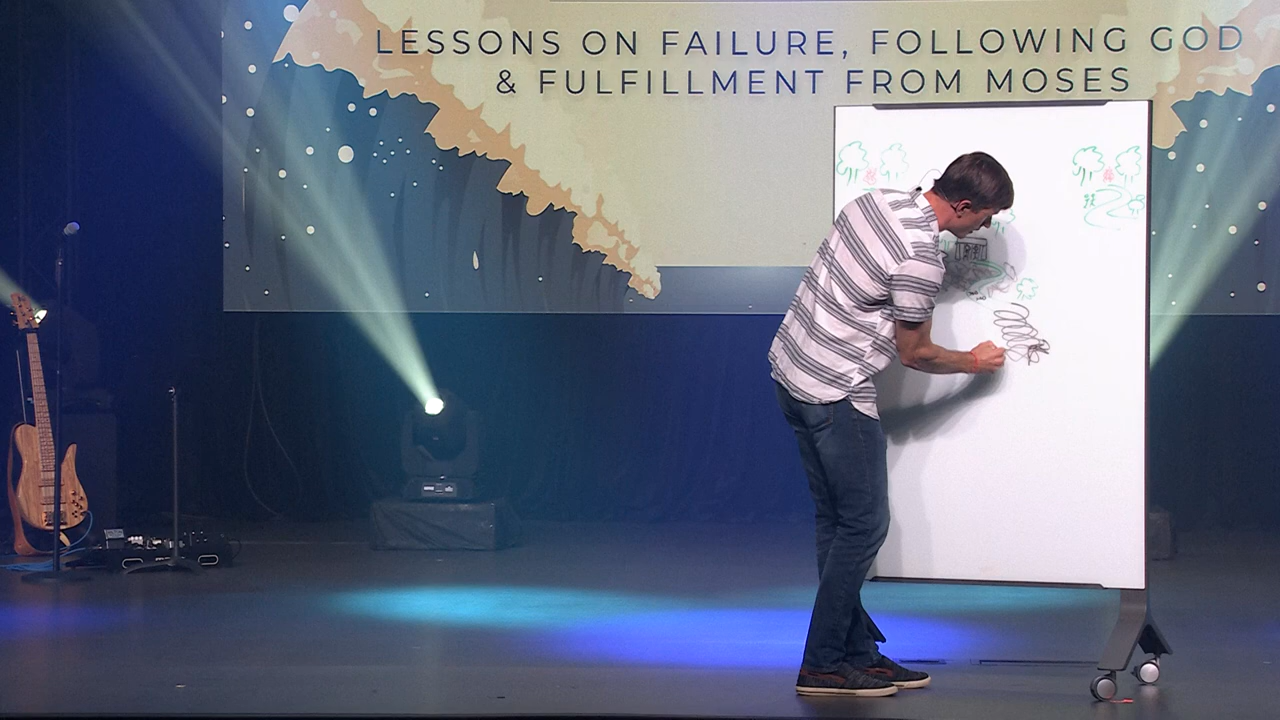 LESSONS ON FAILURE, FOLLOWING GOD
& FULFILLMENT FROM MOSES